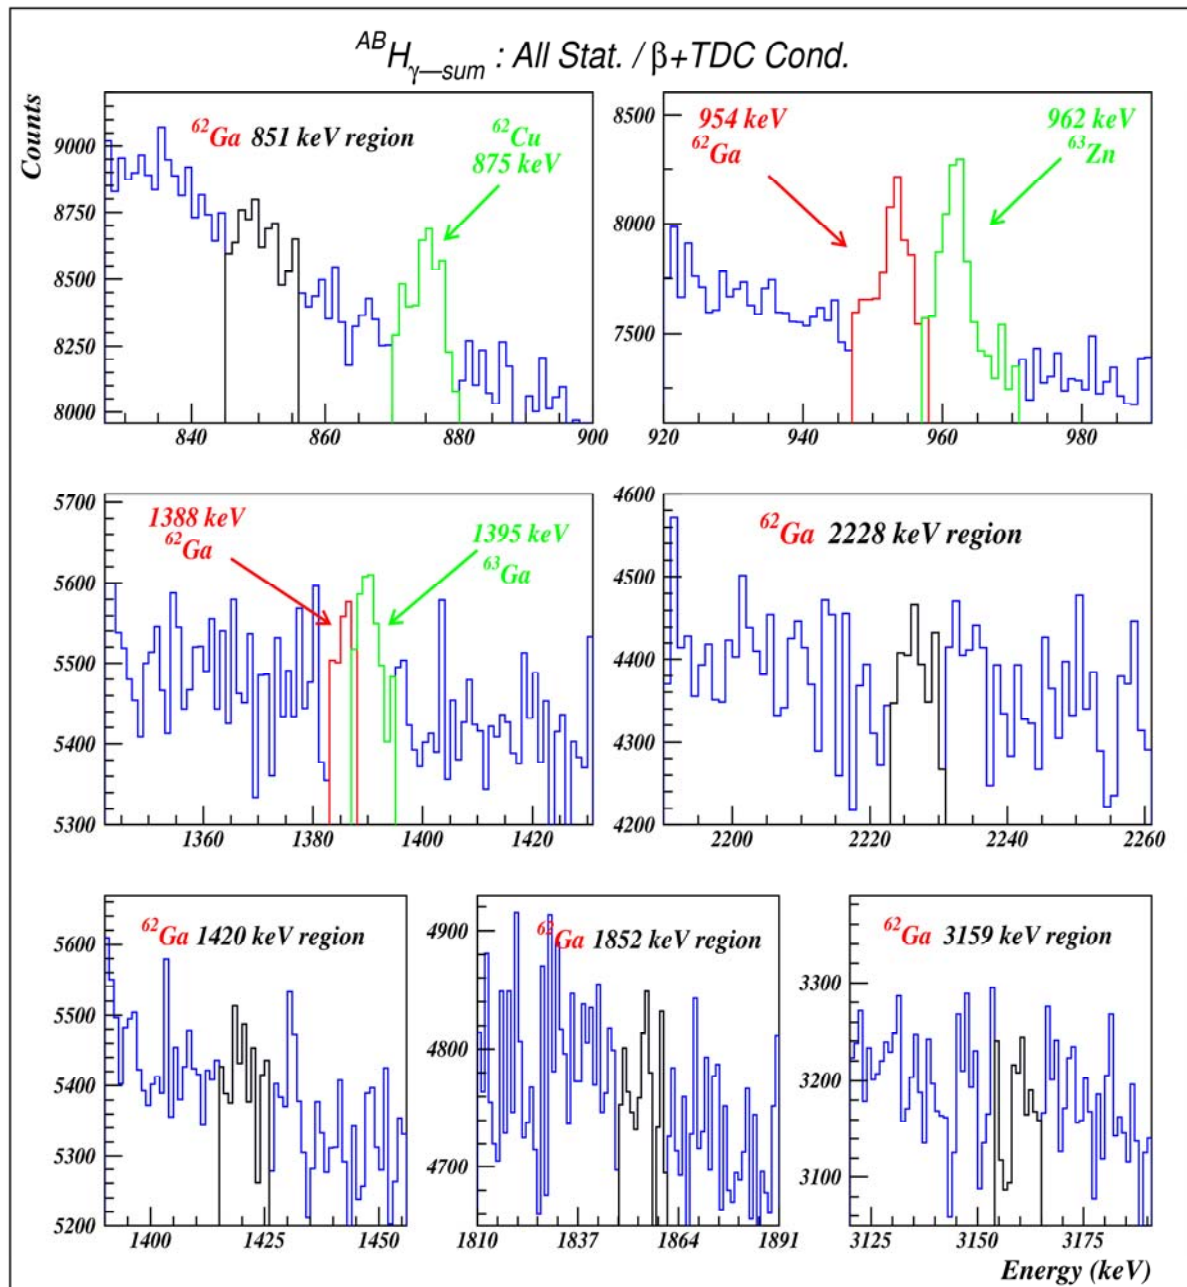 ᴬᴮH_γ—sum : All Stat. / β+TDC Cond.
Counts
⁶²Ga 851 keV region
⁶²Cu
875 keV
9000
8750
8500
8250
8000
840 860 880 900
954 keV
⁶²Ga
962 keV
⁶³Zn
8500
8000
7500
920 940 960 980
1388 keV
⁶²Ga
1395 keV
⁶³Ga
5700
5600
5500
5400
5300
1360 1380 1400 1420
⁶²Ga 2228 keV region
4600
4500
4400
4300
4200
2200 2220 2240 2260
⁶²Ga 1420 keV region
5600
5500
5400
5300
5200
1400 1425 1450
⁶²Ga 1852 keV region
4900
4800
4700
1810 1837 1864 1891
⁶²Ga 3159 keV region
3300
3200
3100
3125 3150 3175
Energy (keV)